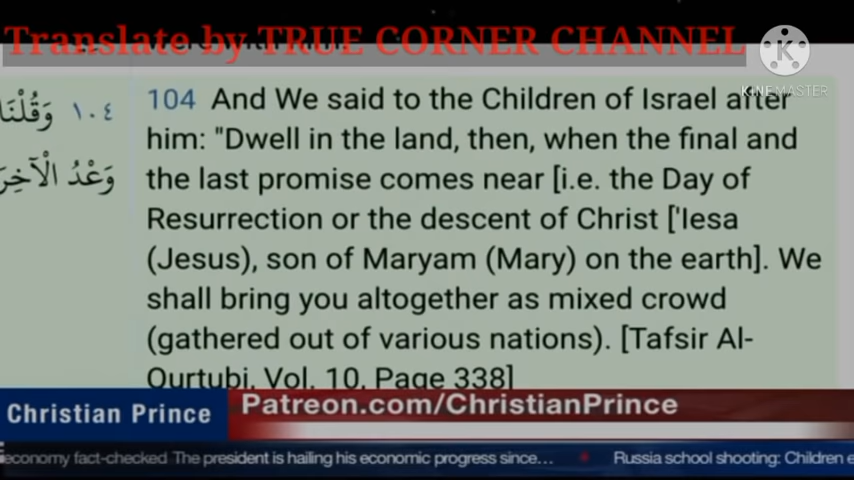 Translate by TRUE CORNER CHANNEL
KINEMASTER
104 And We said to the Children of Israel after
١٠٤ وَقُلْنَا
him: "Dwell in the land, then, when the final and
the last promise comes near [i.e. the Day of
وَعْدُ الْآخِرَ
Resurrection or the descent of Christ ['Iesa
(Jesus), son of Maryam (Mary) on the earth]. We
shall bring you altogether as mixed crowd
(gathered out of various nations). [Tafsir Al-
Qurtubi, Vol. 10, Page 338]
Christian Prince
Patreon.com/ChristianPrince
economy fact-checked The president is hailing his economic progress since... Russia school shooting: Children e